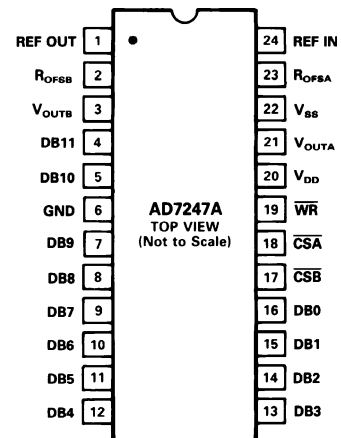 REF OUT 1 24 REF IN
ROFSB 2 23 ROFSA
VOUTB 3 22 VSS
DB11 4 21 VOUTA
DB10 5 20 VDD
GND 6 AD7247A 19 WR
TOP VIEW
(Not to Scale)
DB9 7 18 CSA
DB8 8 17 CSB
DB7 9 16 DB0
DB6 10 15 DB1
DB5 11 14 DB2
DB4 12 13 DB3